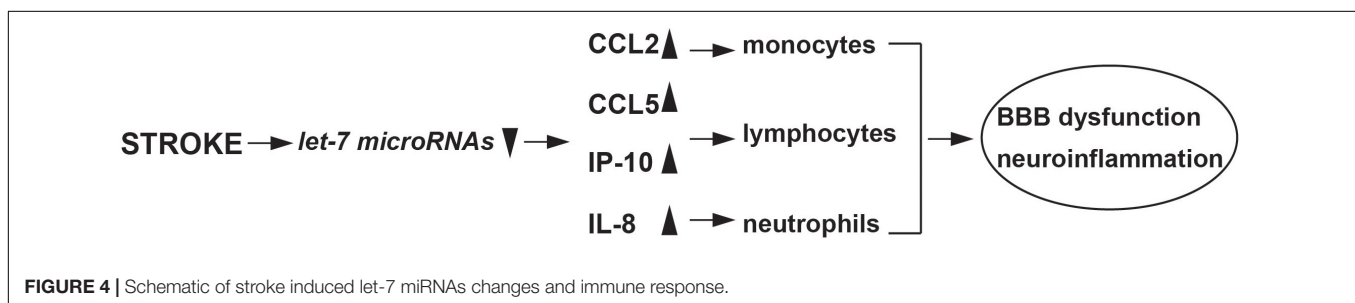 CCL2 ▲ → monocytes
CCL5 ▲
STROKE → let-7 microRNAs ▼ → lymphocytes → BBB dysfunction
neuroinflammation
IP-10 ▲
IL-8 ▲ → neutrophils
FIGURE 4 | Schematic of stroke induced let-7 miRNAs changes and immune response.